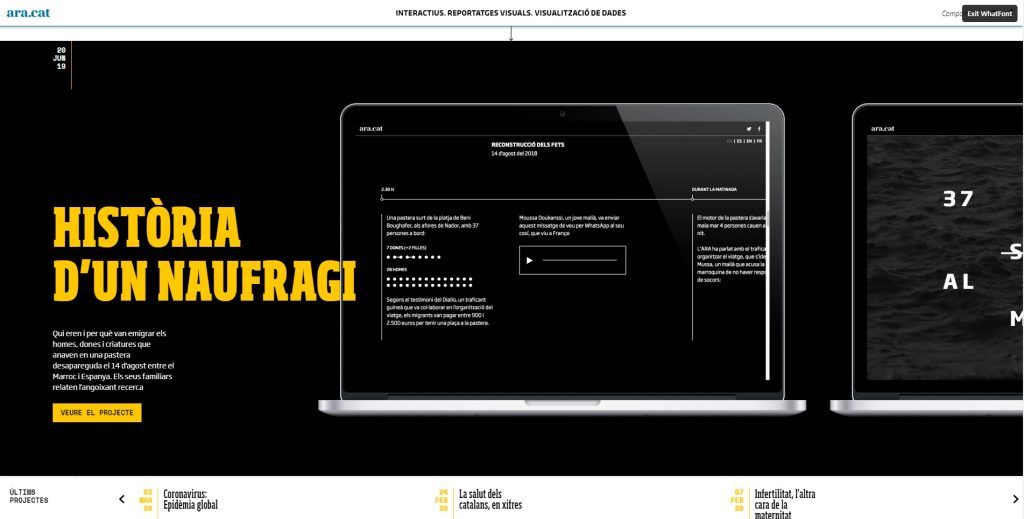 ara.cat
INTERACTIUS. REPORTATGES VISUALS. VISUALITZACIÓ DE DADES
Compa
Exit WhatFont
20
JUN
19
HISTÒRIA
D'UN NAUFRAGI
Qui eren i per què van emigrar els
homes, dones i criatures que
anaven en una pastera
desapareguda el 14 d'agost entre el
Marroc i Espanya. Els seus familiars
relaten l'angoixant recerca
VEURE EL PROJECTE
ara.cat
CA | ES | EN | FR
RECONSTRUCCIÓ DELS FETS
14 d'agost del 2018
2.30 H
Una pastera surt de la platja de Beni
Boughafer, als afores de Nador, amb 37
persones a bord:
7 DONES (+2 FILLES)
28 HOMES
Segons el testimoni del Diallo, un traficant
guineà que va col·laborar en l'organització del
viatge, els migrants van pagar entre 900 i
2.500 euros per tenir una plaça a la pastera.
Moussa Doukanssi, un jove malià, va enviar
aquest missatge de veu per WhatsApp al seu
cosí, que viu a França:
DURANT LA MATINADA
El motor de la pastera s'avaria
mala mar 4 persones cauen a
nit.
L'ARA ha parlat amb el trafica
organitzar el viatge, que s'ide
Mussa, un malià que acusa la
marroquina de no haver respo
de socors:
ara.cat
37
S
AL
M
ÚLTIMS
PROJECTES
03
MAR
20
Coronavirus:
Epidèmia global
24
FEB
20
La salut dels
catalans, en xifres
07
FEB
20
Infertilitat, l'altra
cara de la
maternitat